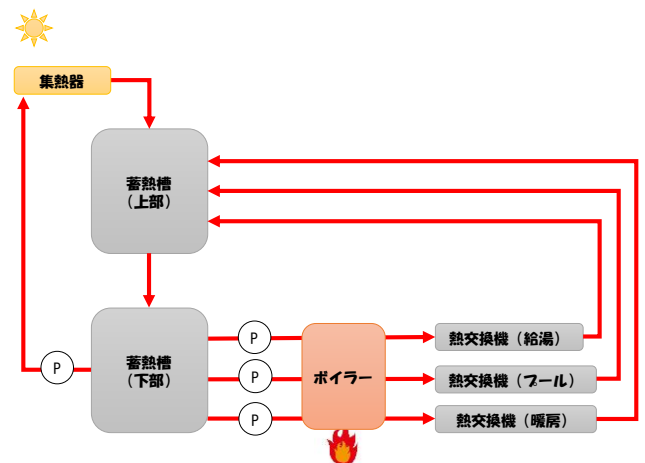 集熱器
蓄熱槽
(上部)
蓄熱槽
(下部)
P
P
P
P
ボイラー
熱交換機(給湯)
熱交換機(プール)
熱交換機(暖房)